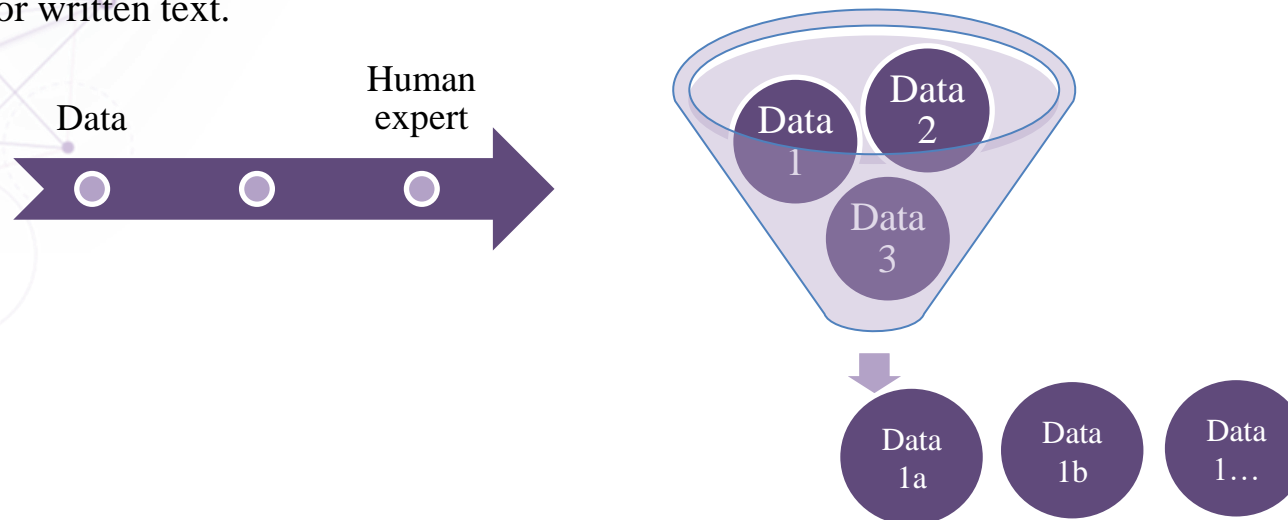 or written text.
Data
Human
expert
Data
1
Data
2
Data
3
Data
1a
Data
1b
Data
1…